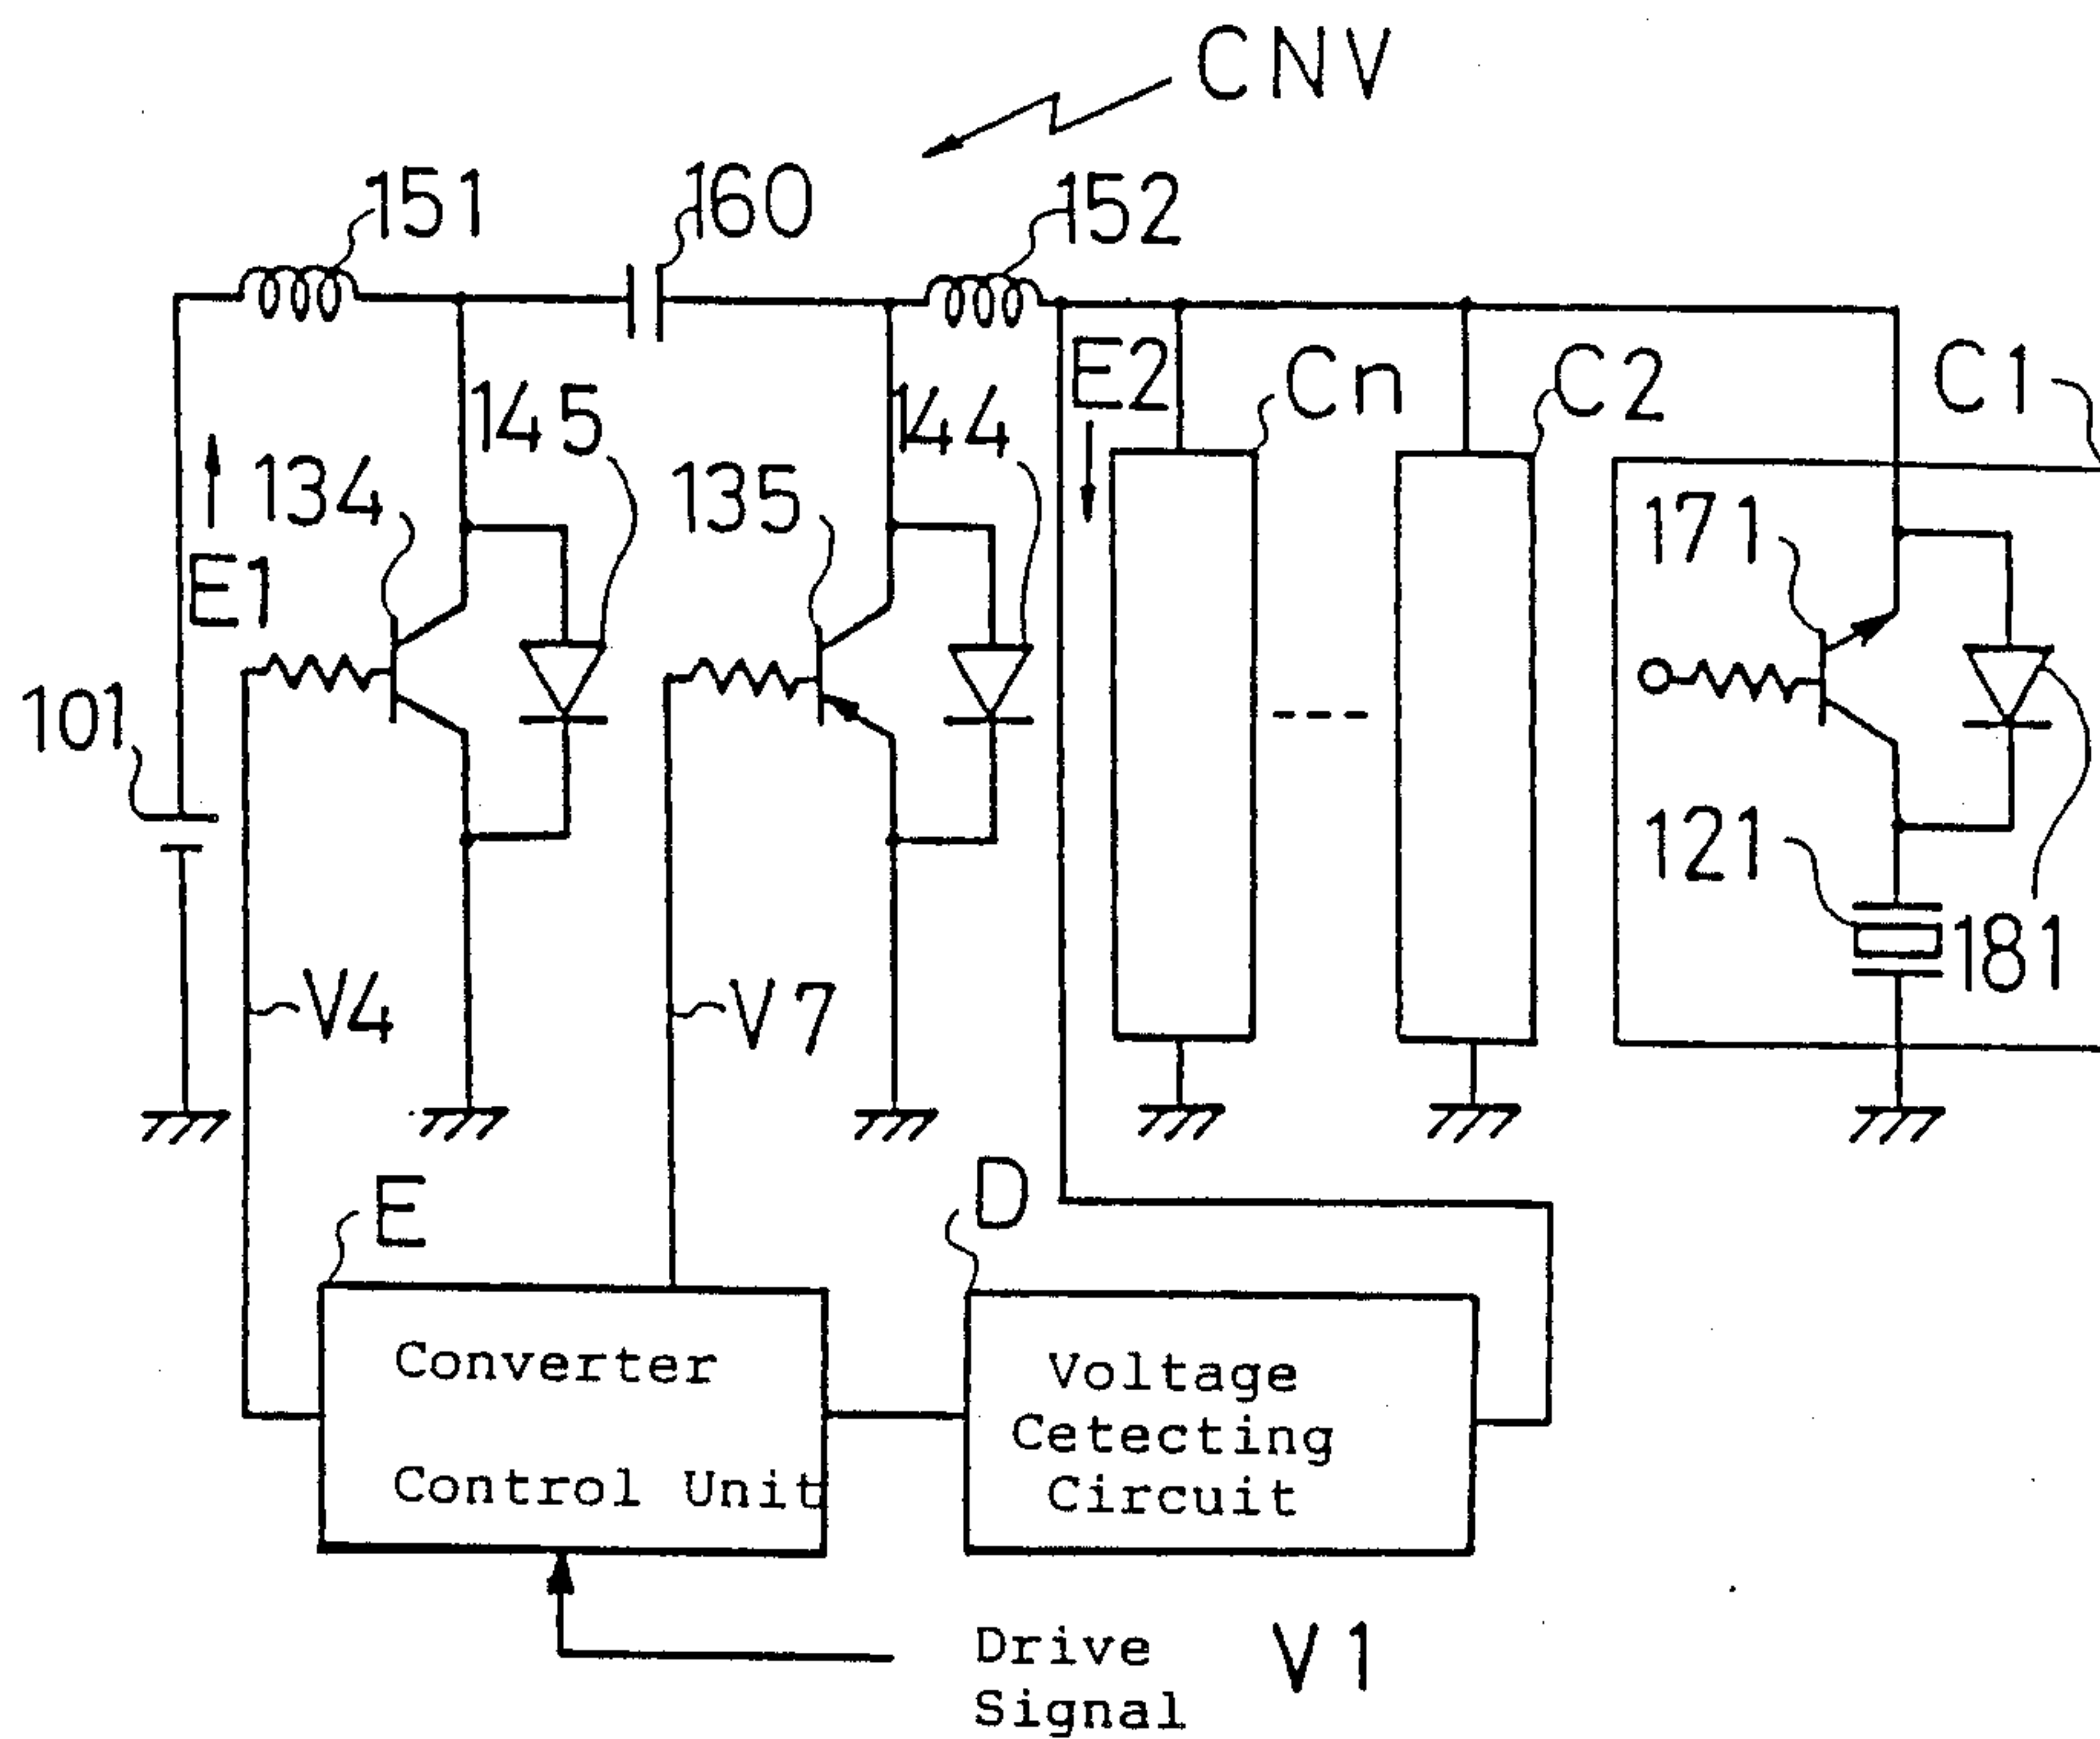 CNV
151
160
152
E2
Cn
C2
C1
145
144
134
135
171
E1
101
121
181
V4
V7
E
D
Converter
Control Unit
Voltage
Cetecting
Circuit
Drive
Signal
V1